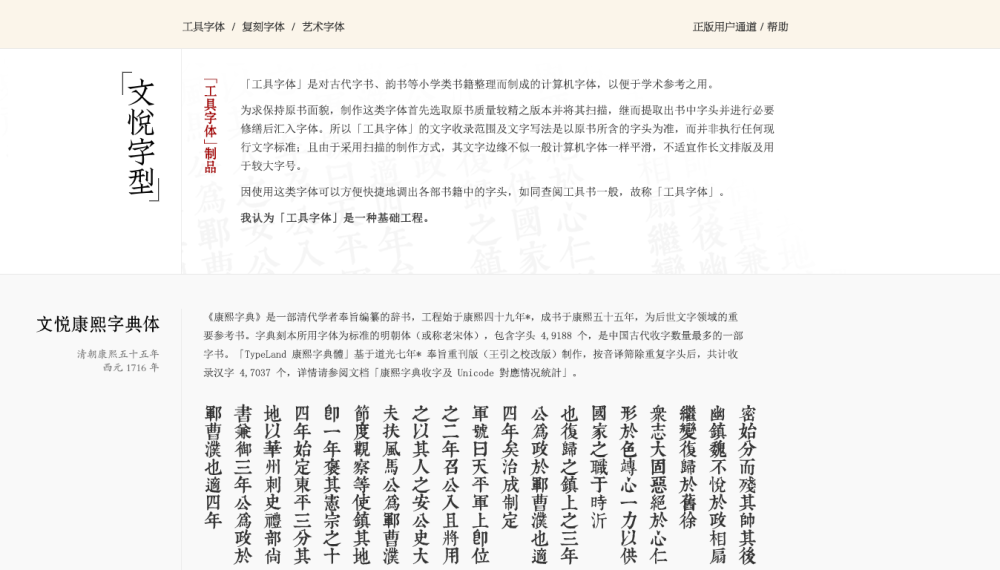 工具字体 / 复刻字体 / 艺术字体
正版用户通道 / 帮助
「文悦字型」
「工具字体」制品
「工具字体」是对古代字书、韵书等小学类书籍整理而制成的计算机字体，以便于学术参考之用。
为求保持原书面貌，制作这类字体首先选取原书质量较精之版本并将其扫描，继而提取出书中字头并进行必要
修缮后汇入字体。所以「工具字体」的文字收录范围及文字写法是以原书所含的字头为准，而并非执行任何现
行文字标准；且由于采用扫描的制作方式，其文字边缘不似一般计算机字体一样平滑，不适宜作长文排版及用
于较大字号。
因使用这类字体可以方便快捷地调出各部书籍中的字头，如同查阅工具书一般，故称「工具字体」。
我认为「工具字体」是一种基础工程。
文悦康熙字典体
清朝康熙五十五年
西元 1716 年
《康熙字典》是一部清代学者奉旨编纂的辞书，工程始于康熙四十九年*，成书于康熙五十五年，为后世文字领域的重
要参考书。字典刻本所用字体为标准的明朝体（或称老宋体），包含字头 4,9188 个，是中国古代收字数量最多的一部
字书。「TypeLand 康熙字典體」基于道光七年* 奉旨重刊版（王引之校改版）制作，按音译筛除重复字头后，共计收
录汉字 4,7037 个，详情请参阅文档「康熙字典收字及 Unicode 對應情况統計」。
密始分而殘其帥其後
幽鎮魏不悅於政相扇
繼變復歸於舊徐
衆志大固惡絕於心仁
形於色竱心一力以供
國家之職于時沂
也復歸之鎮上之三年
公為政於鄆曹濮也適
四年矣治成制定
軍號曰天平軍上卽位
之二年召公入且將用
之以其人之安公史大
夫扶風馬公為鄆曹濮
節度觀察等使鎮其地
卽一年褒其憲宗之十
四年始定東平三分其
地以華州刺史禮部尙
書兼御三年公為政於
鄆曹濮也適四年